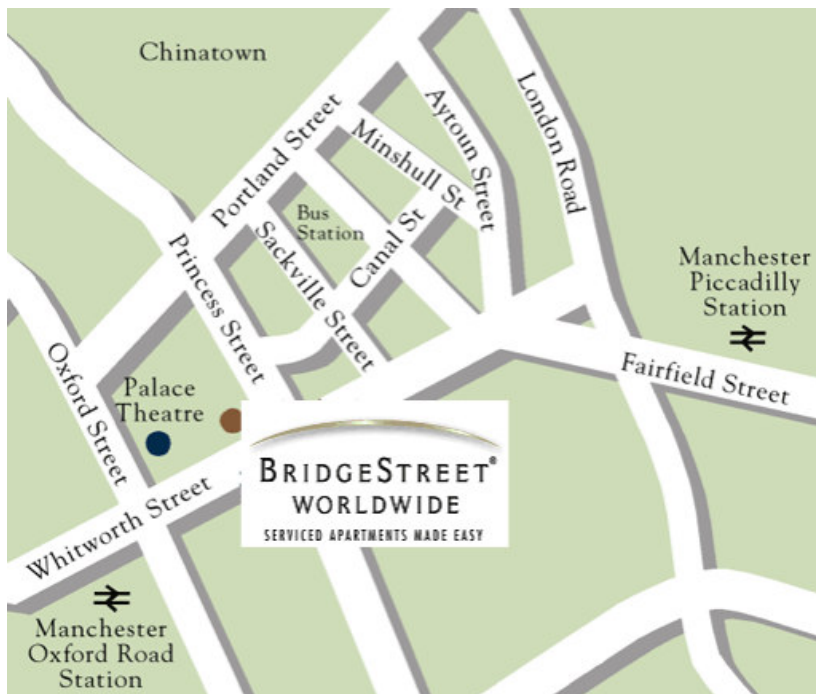 Chinatown
Portland Street
Aytoun Street
London Road
Minshull St
Bus
Station
Canal St
Sackville Street
Princess Street
Manchester
Piccadilly
Station
Fairfield Street
Oxford Street
Palace
Theatre
Whitworth Street
BRIDGESTREET®
WORLDWIDE
SERVICED APARTMENTS MADE EASY
Manchester
Oxford Road
Station